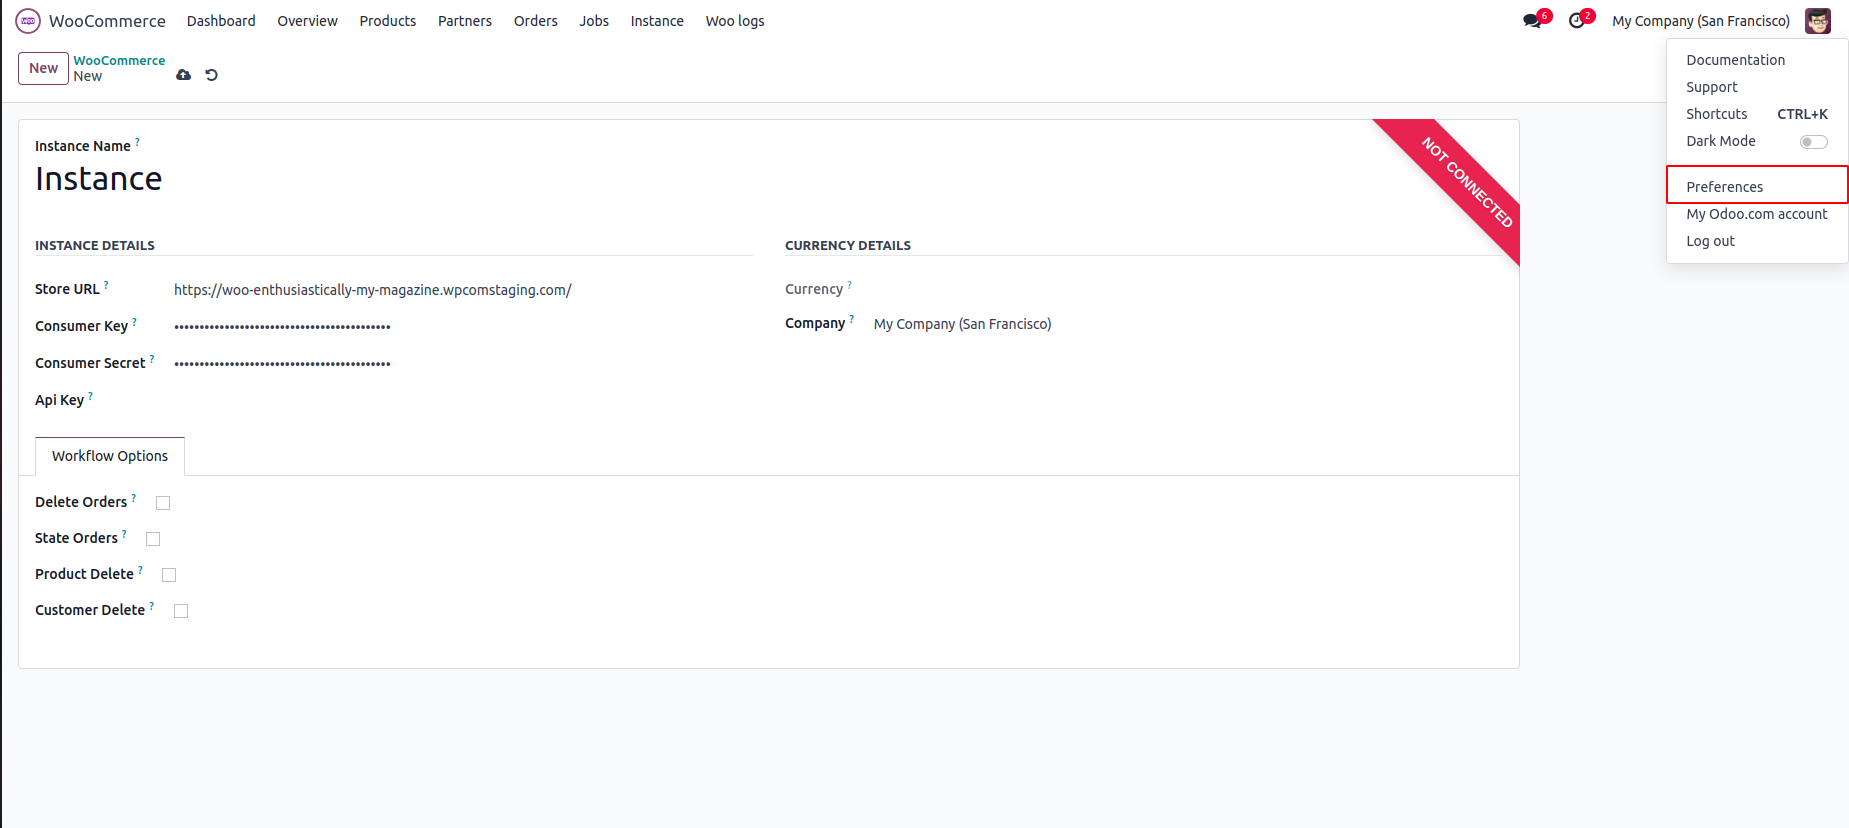 WooCommerce Dashboard Overview Products Partners Orders Jobs Instance Woo logs 6 2 My Company (San Francisco)
New WooCommerce
New
Documentation
Support
Shortcuts CTRL+K
Dark Mode
Preferences
My Odoo.com account
Log out
NOT CONNECTED
Instance Name ?
Instance
INSTANCE DETAILS
Store URL ? https://woo-enthusiastically-my-magazine.wpcomstaging.com/
Consumer Key ? •••••••••••••••••••••••••••••••••••••••••••
Consumer Secret ? •••••••••••••••••••••••••••••••••••••••••••
Api Key ?
CURRENCY DETAILS
Currency ?
Company ? My Company (San Francisco)
Workflow Options
Delete Orders ?
State Orders ?
Product Delete ?
Customer Delete ?